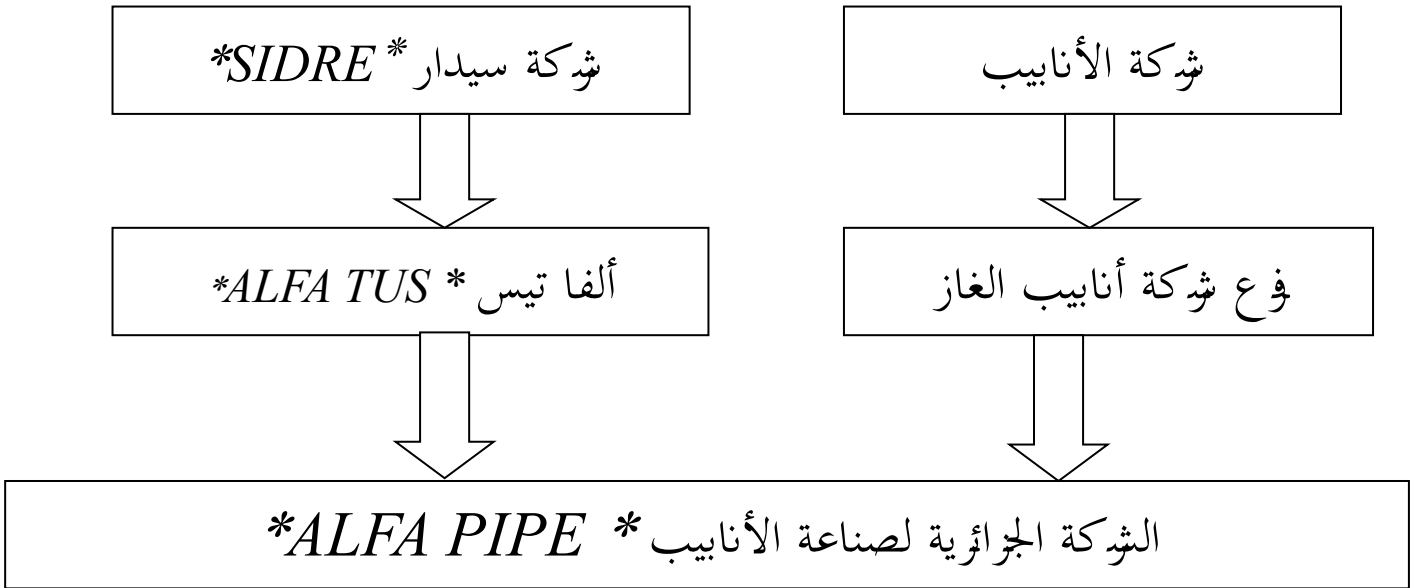 شركة الأنابيب
شركة سيدار *SIDRE*
فرع شركة أنابيب الغاز
ألفا تيس *ALFA TUS *
الشركة الجزائرية لصناعة الأنابيب *ALFA PIPE *